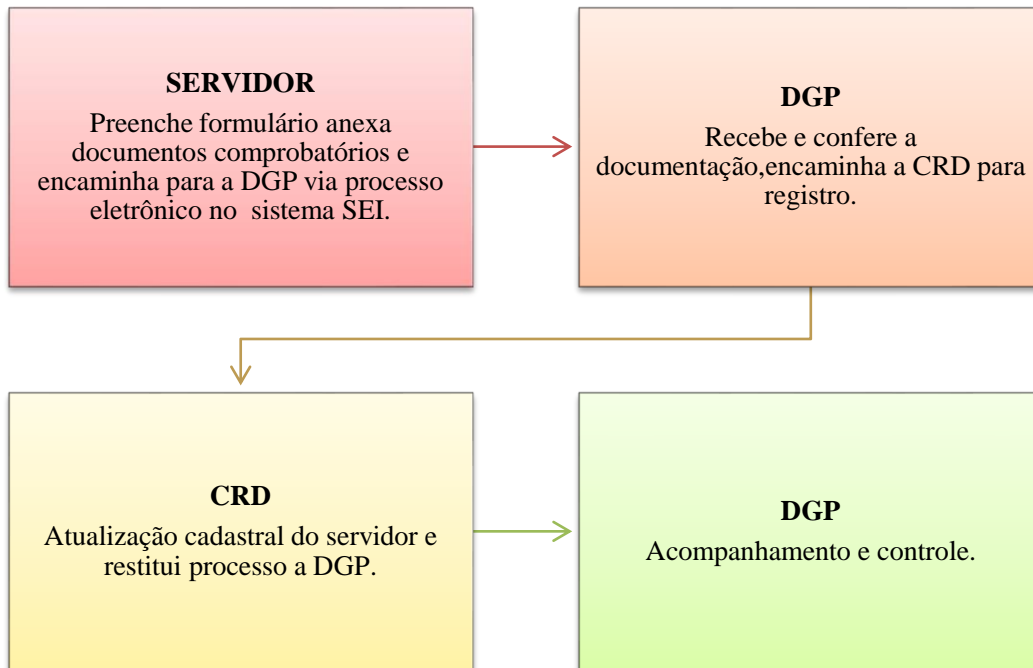 SERVIDOR
Preenche formulário anexa
documentos comprobatórios e
encaminha para a DGP via processo
eletrônico no sistema SEI.
DGP
Recebe e confere a
documentação,encaminha a CRD para
registro.
CRD
Atualização cadastral do servidor e
restitui processo a DGP.
DGP
Acompanhamento e controle.